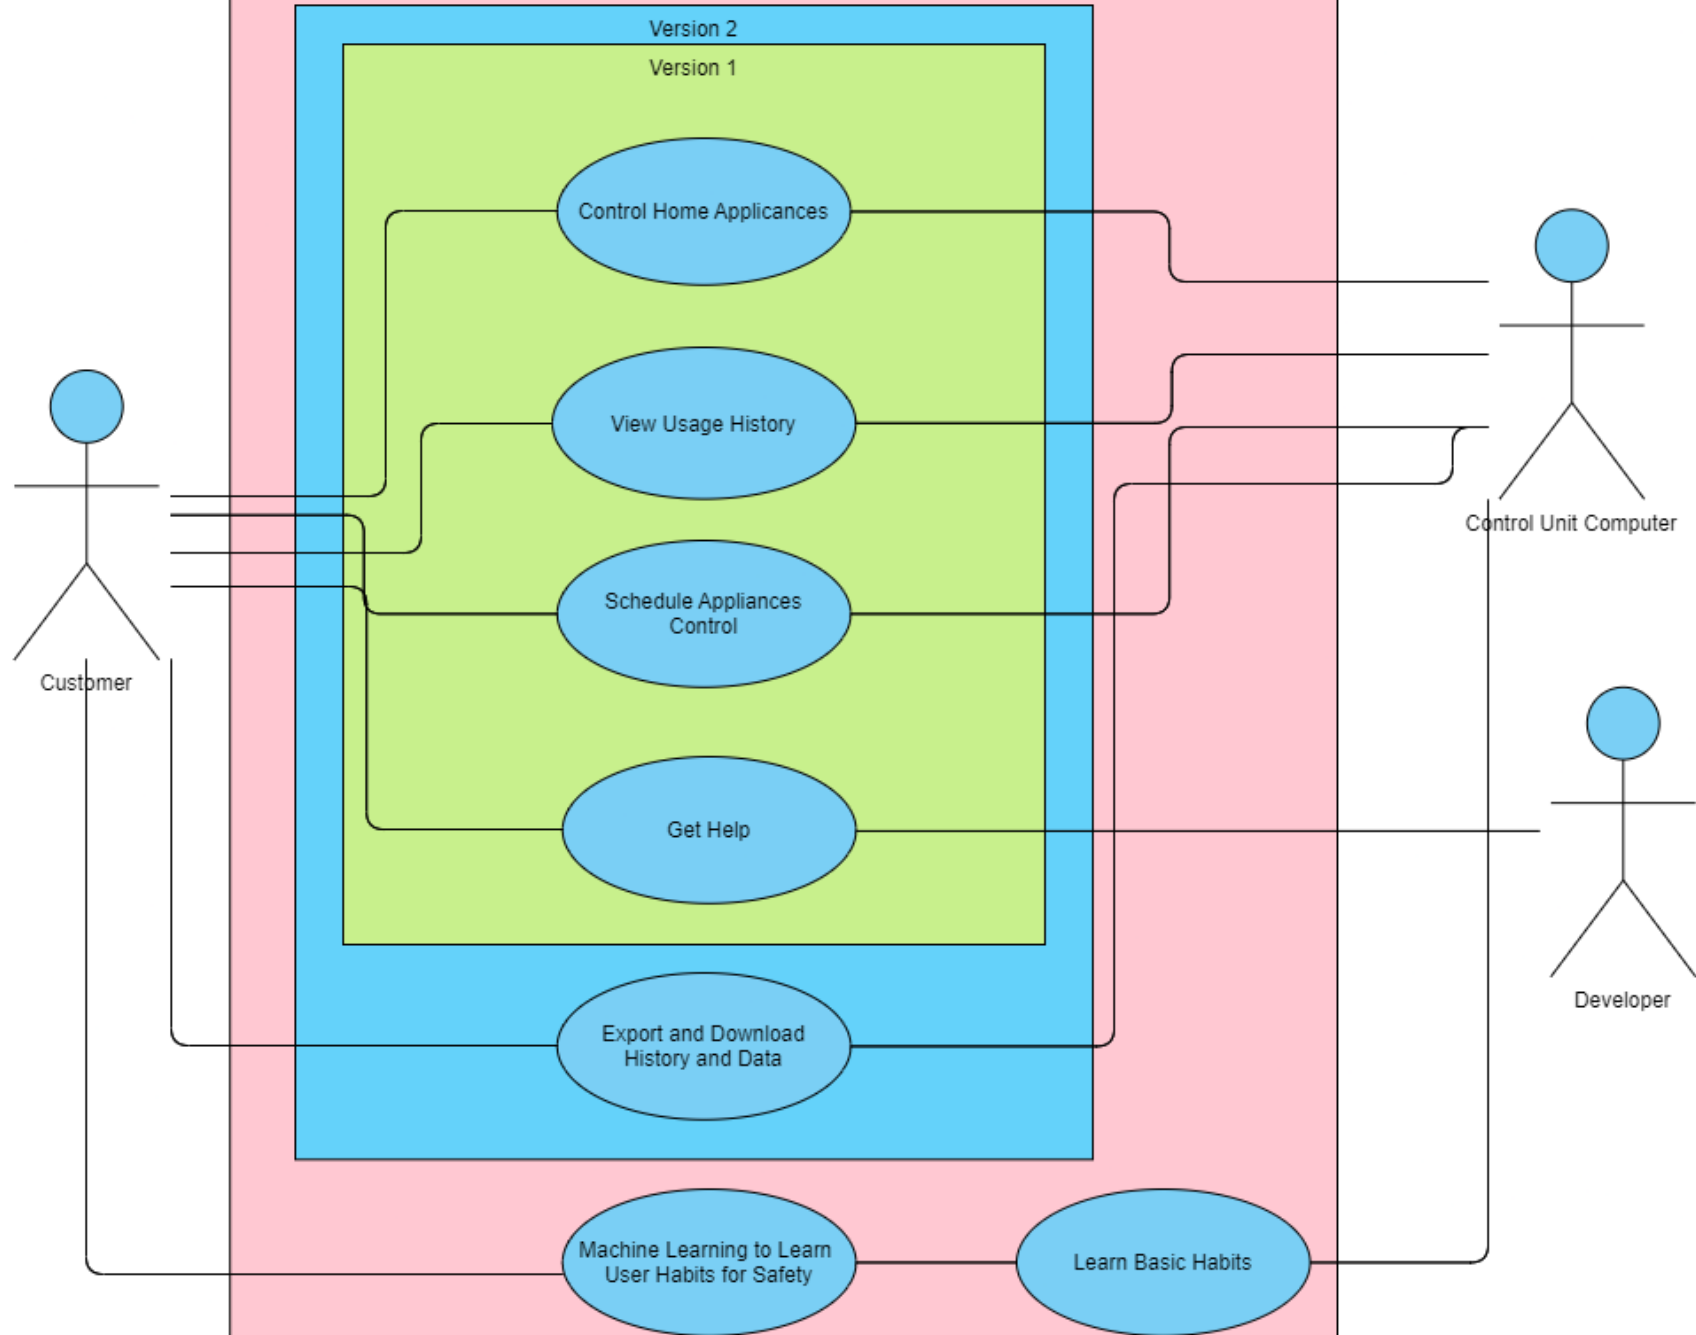 Version 2
Version 1
Control Home Applicances
View Usage History
Schedule Appliances
Control
Get Help
Export and Download
History and Data
Machine Learning to Learn
User Habits for Safety
Learn Basic Habits
Customer
Control Unit Computer
Developer